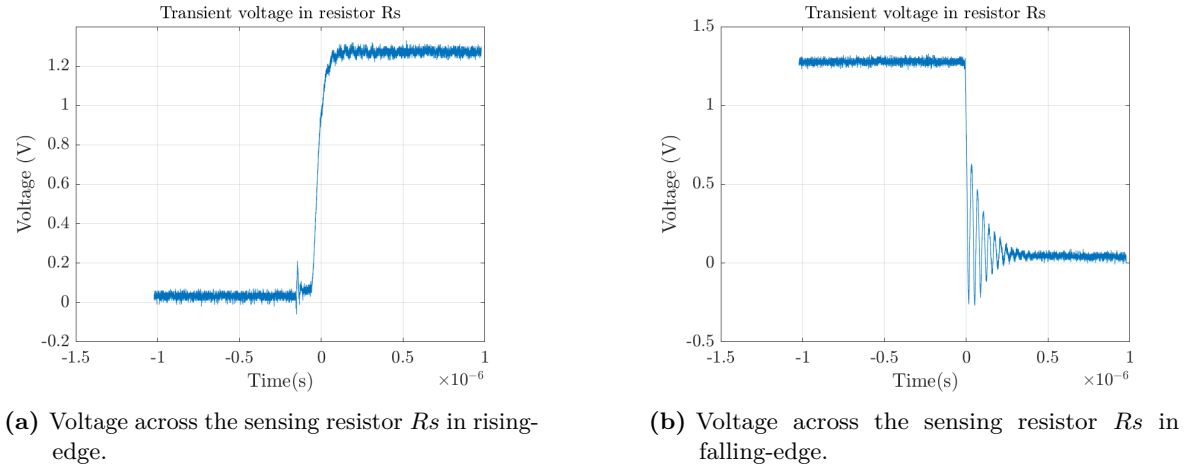 Transient voltage in resistor Rs
1.2
1
0.8
0.6
0.4
0.2
0
-0.2
Voltage (V)
-1.5 -1 -0.5 0 0.5 1
Time(s)
×10⁻⁶
(a) Voltage across the sensing resistor Rs in rising-
edge.
Transient voltage in resistor Rs
1.5
1
0.5
0
-0.5
Voltage (V)
-1.5 -1 -0.5 0 0.5 1
Time(s)
×10⁻⁶
(b) Voltage across the sensing resistor Rs in
falling-edge.